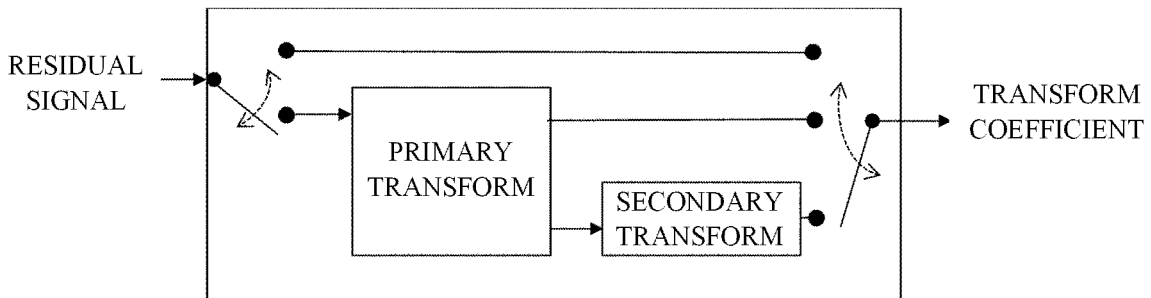 RESIDUAL
SIGNAL
PRIMARY
TRANSFORM
SECONDARY
TRANSFORM
TRANSFORM
COEFFICIENT